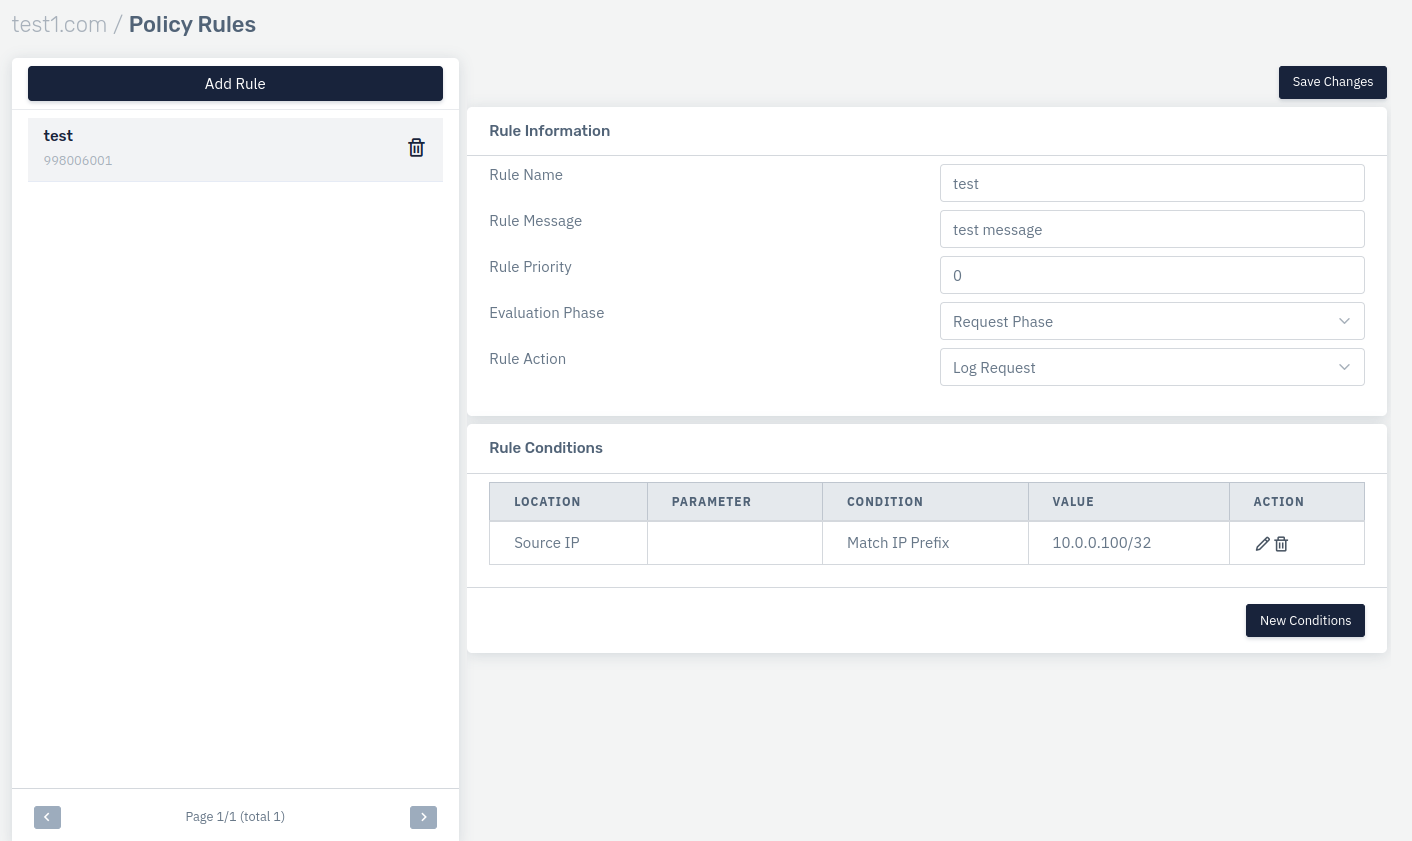 test1.com / Policy Rules
Add Rule
test
998006001
Page 1/1 (total 1)
Save Changes
Rule Information
Rule Name
test
Rule Message
test message
Rule Priority
0
Evaluation Phase
Request Phase
Rule Action
Log Request
Rule Conditions
LOCATION PARAMETER CONDITION VALUE ACTION
Source IP Match IP Prefix 10.0.0.100/32
New Conditions